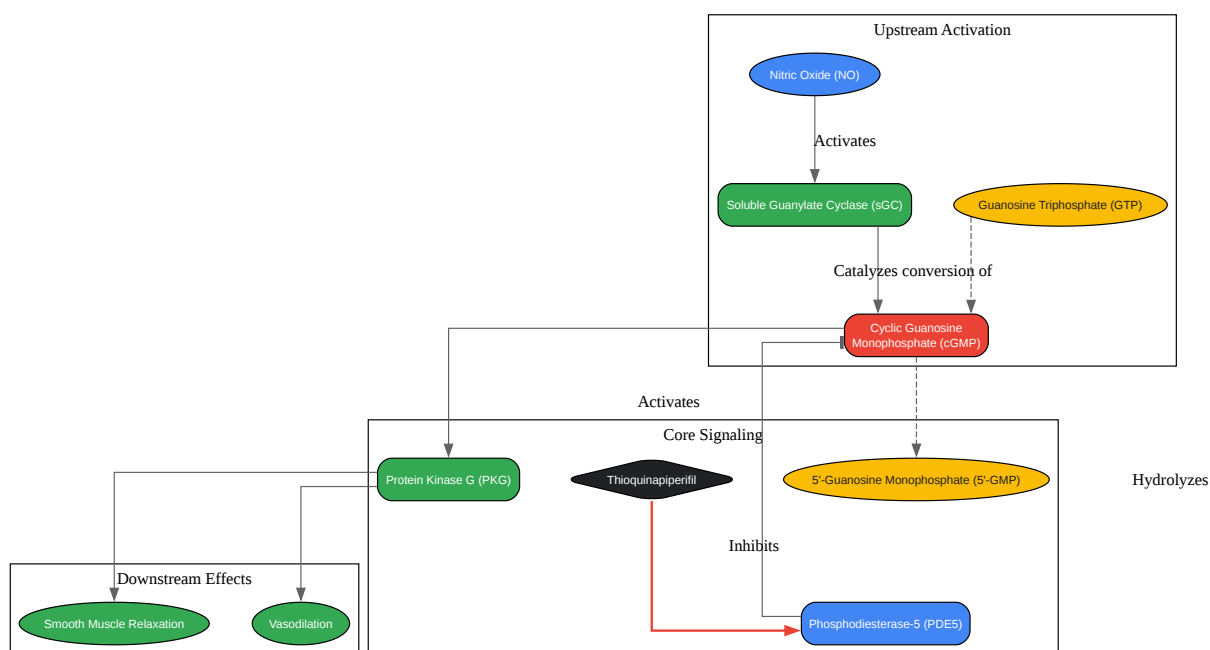 Upstream Activation
Nitric Oxide (NO)
Activates
Soluble Guanylate Cyclase (sGC)
Guanosine Triphosphate (GTP)
Catalyzes conversion of
Cyclic Guanosine
Monophosphate (cGMP)
Activates
Core Signaling
Protein Kinase G (PKG)
Thioquinapiperifil
5'-Guanosine Monophosphate (5'-GMP)
Hydrolyzes
Inhibits
Downstream Effects
Smooth Muscle Relaxation
Vasodilation
Phosphodiesterase-5 (PDE5)